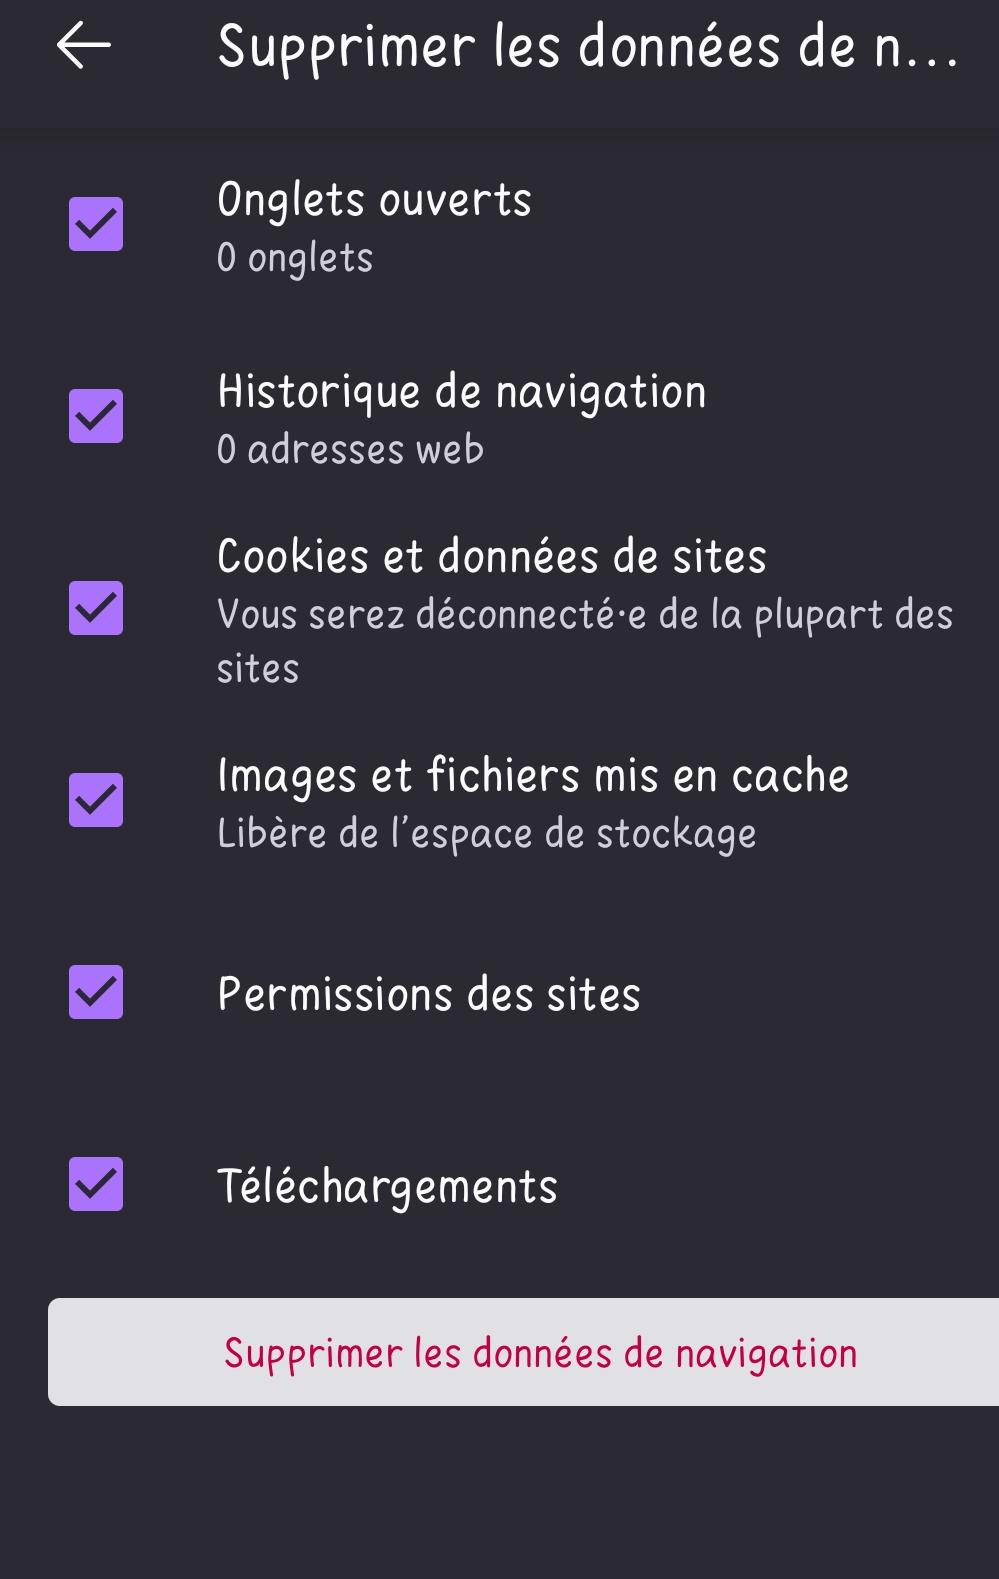 Supprimer les données de n...
Onglets ouverts
0 onglets
Historique de navigation
0 adresses web
Cookies et données de sites
Vous serez déconnecté·e de la plupart des
sites
Images et fichiers mis en cache
Libère de l’espace de stockage
Permissions des sites
Téléchargements
Supprimer les données de navigation